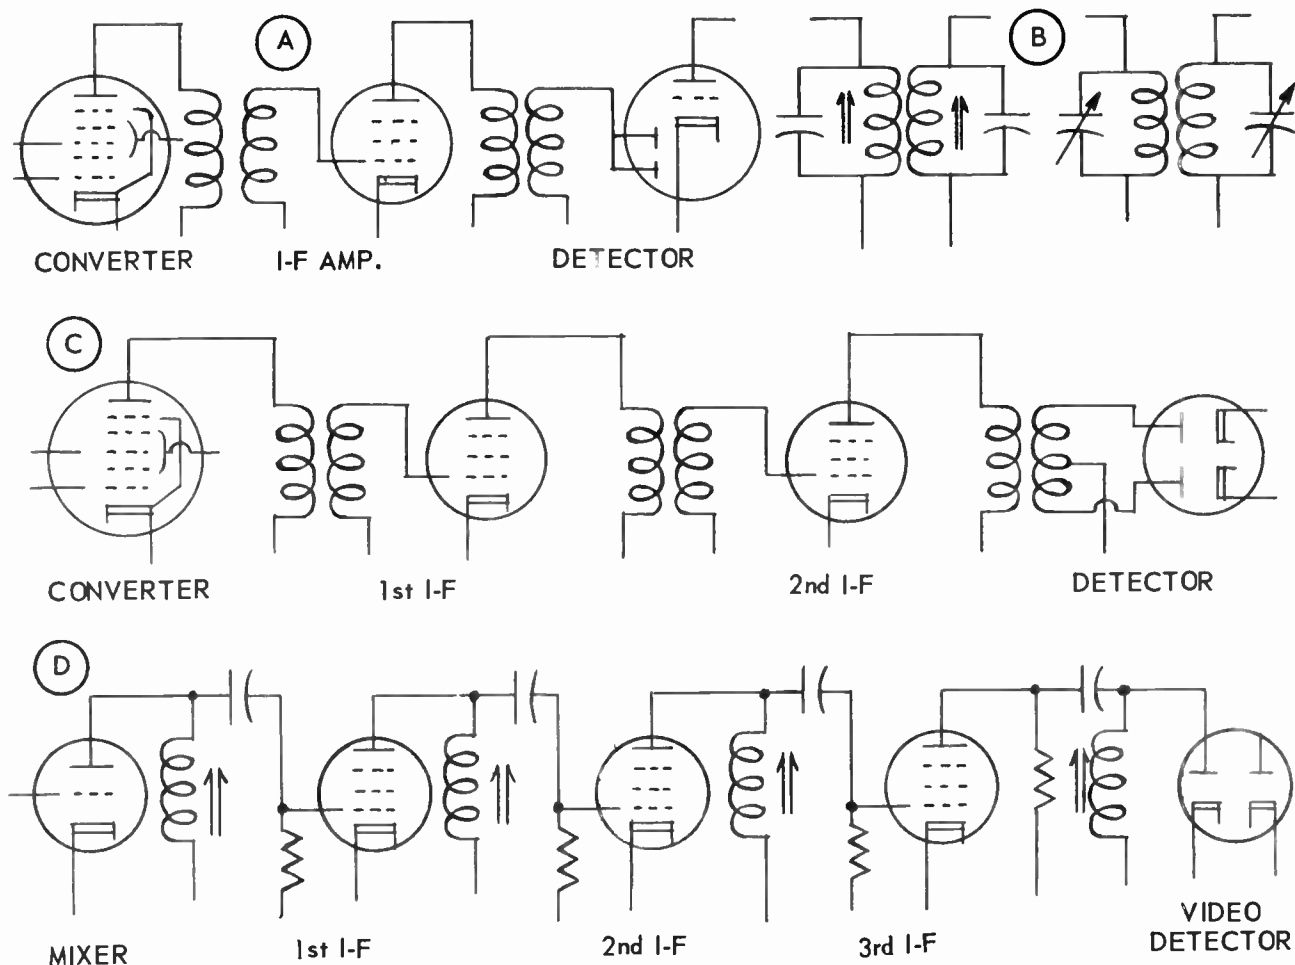 A
B
CONVERTER I-F AMP. DETECTOR
C
CONVERTER 1st I-F 2nd I-F DETECTOR
D
MIXER 1st I-F 2nd I-F 3rd I-F VIDEO
DETECTOR